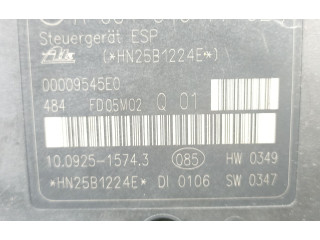 Steuergerät ESP
Ate (*HN25B1224E*)
00009545E0
484 FD05M02 Q 01
10.0925-1574.3 085 HW 0349
*HN25B1224E* DI 0106 SW 0347